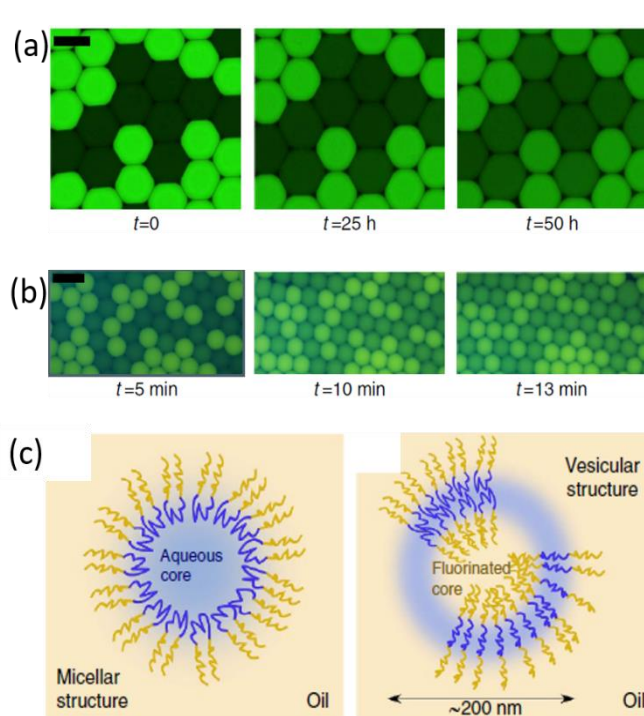 (a)
t=0
t=25 h
t=50 h
(b)
t=5 min
t=10 min
t=13 min
(c)
Aqueous
core
Micellar
structure
Oil
Vesicular
structure
Fluorinated
core
~200 nm
Oil